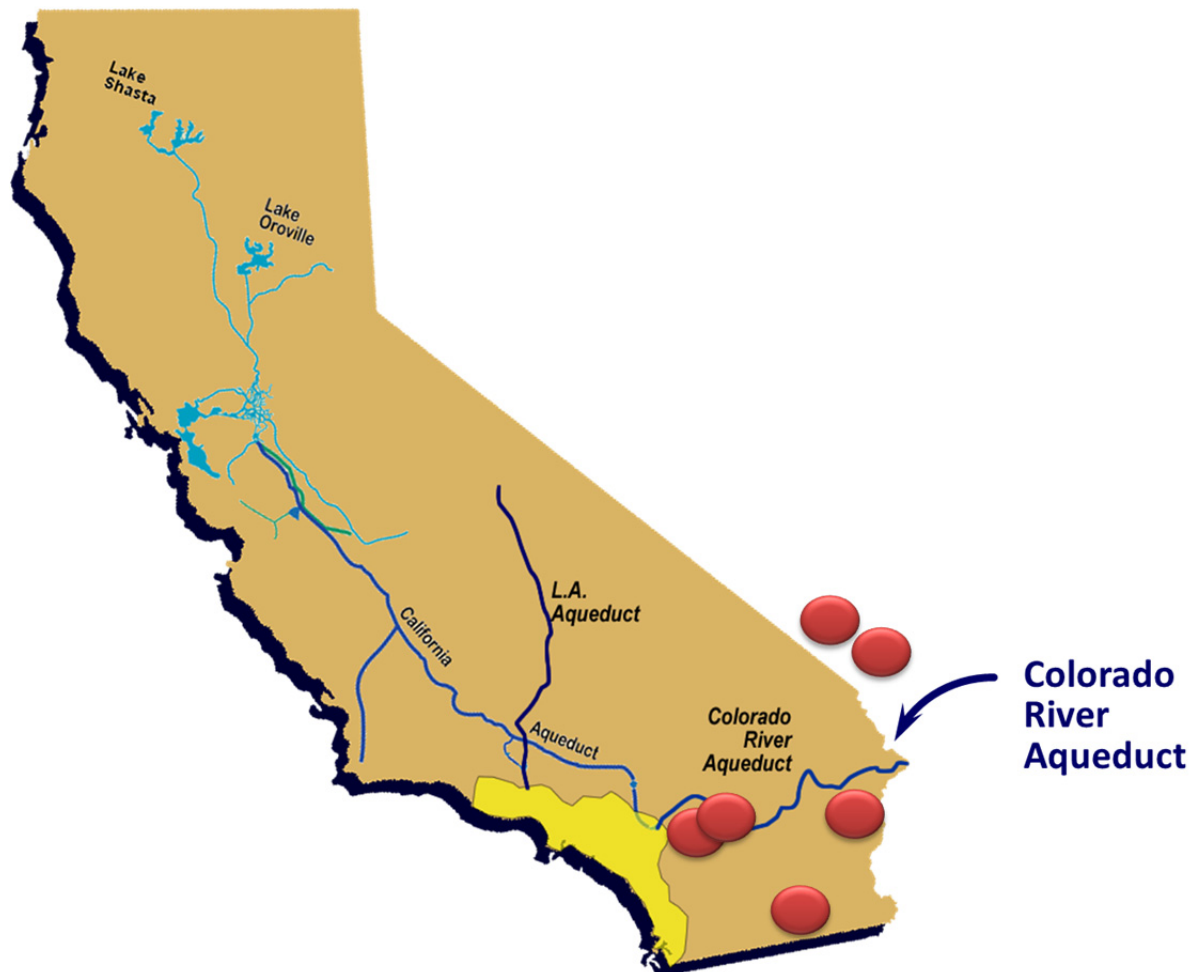 Lake
Shasta
Lake
Oroville
L.A.
Aqueduct
California
Aqueduct
Colorado
River
Aqueduct
Colorado
River
Aqueduct